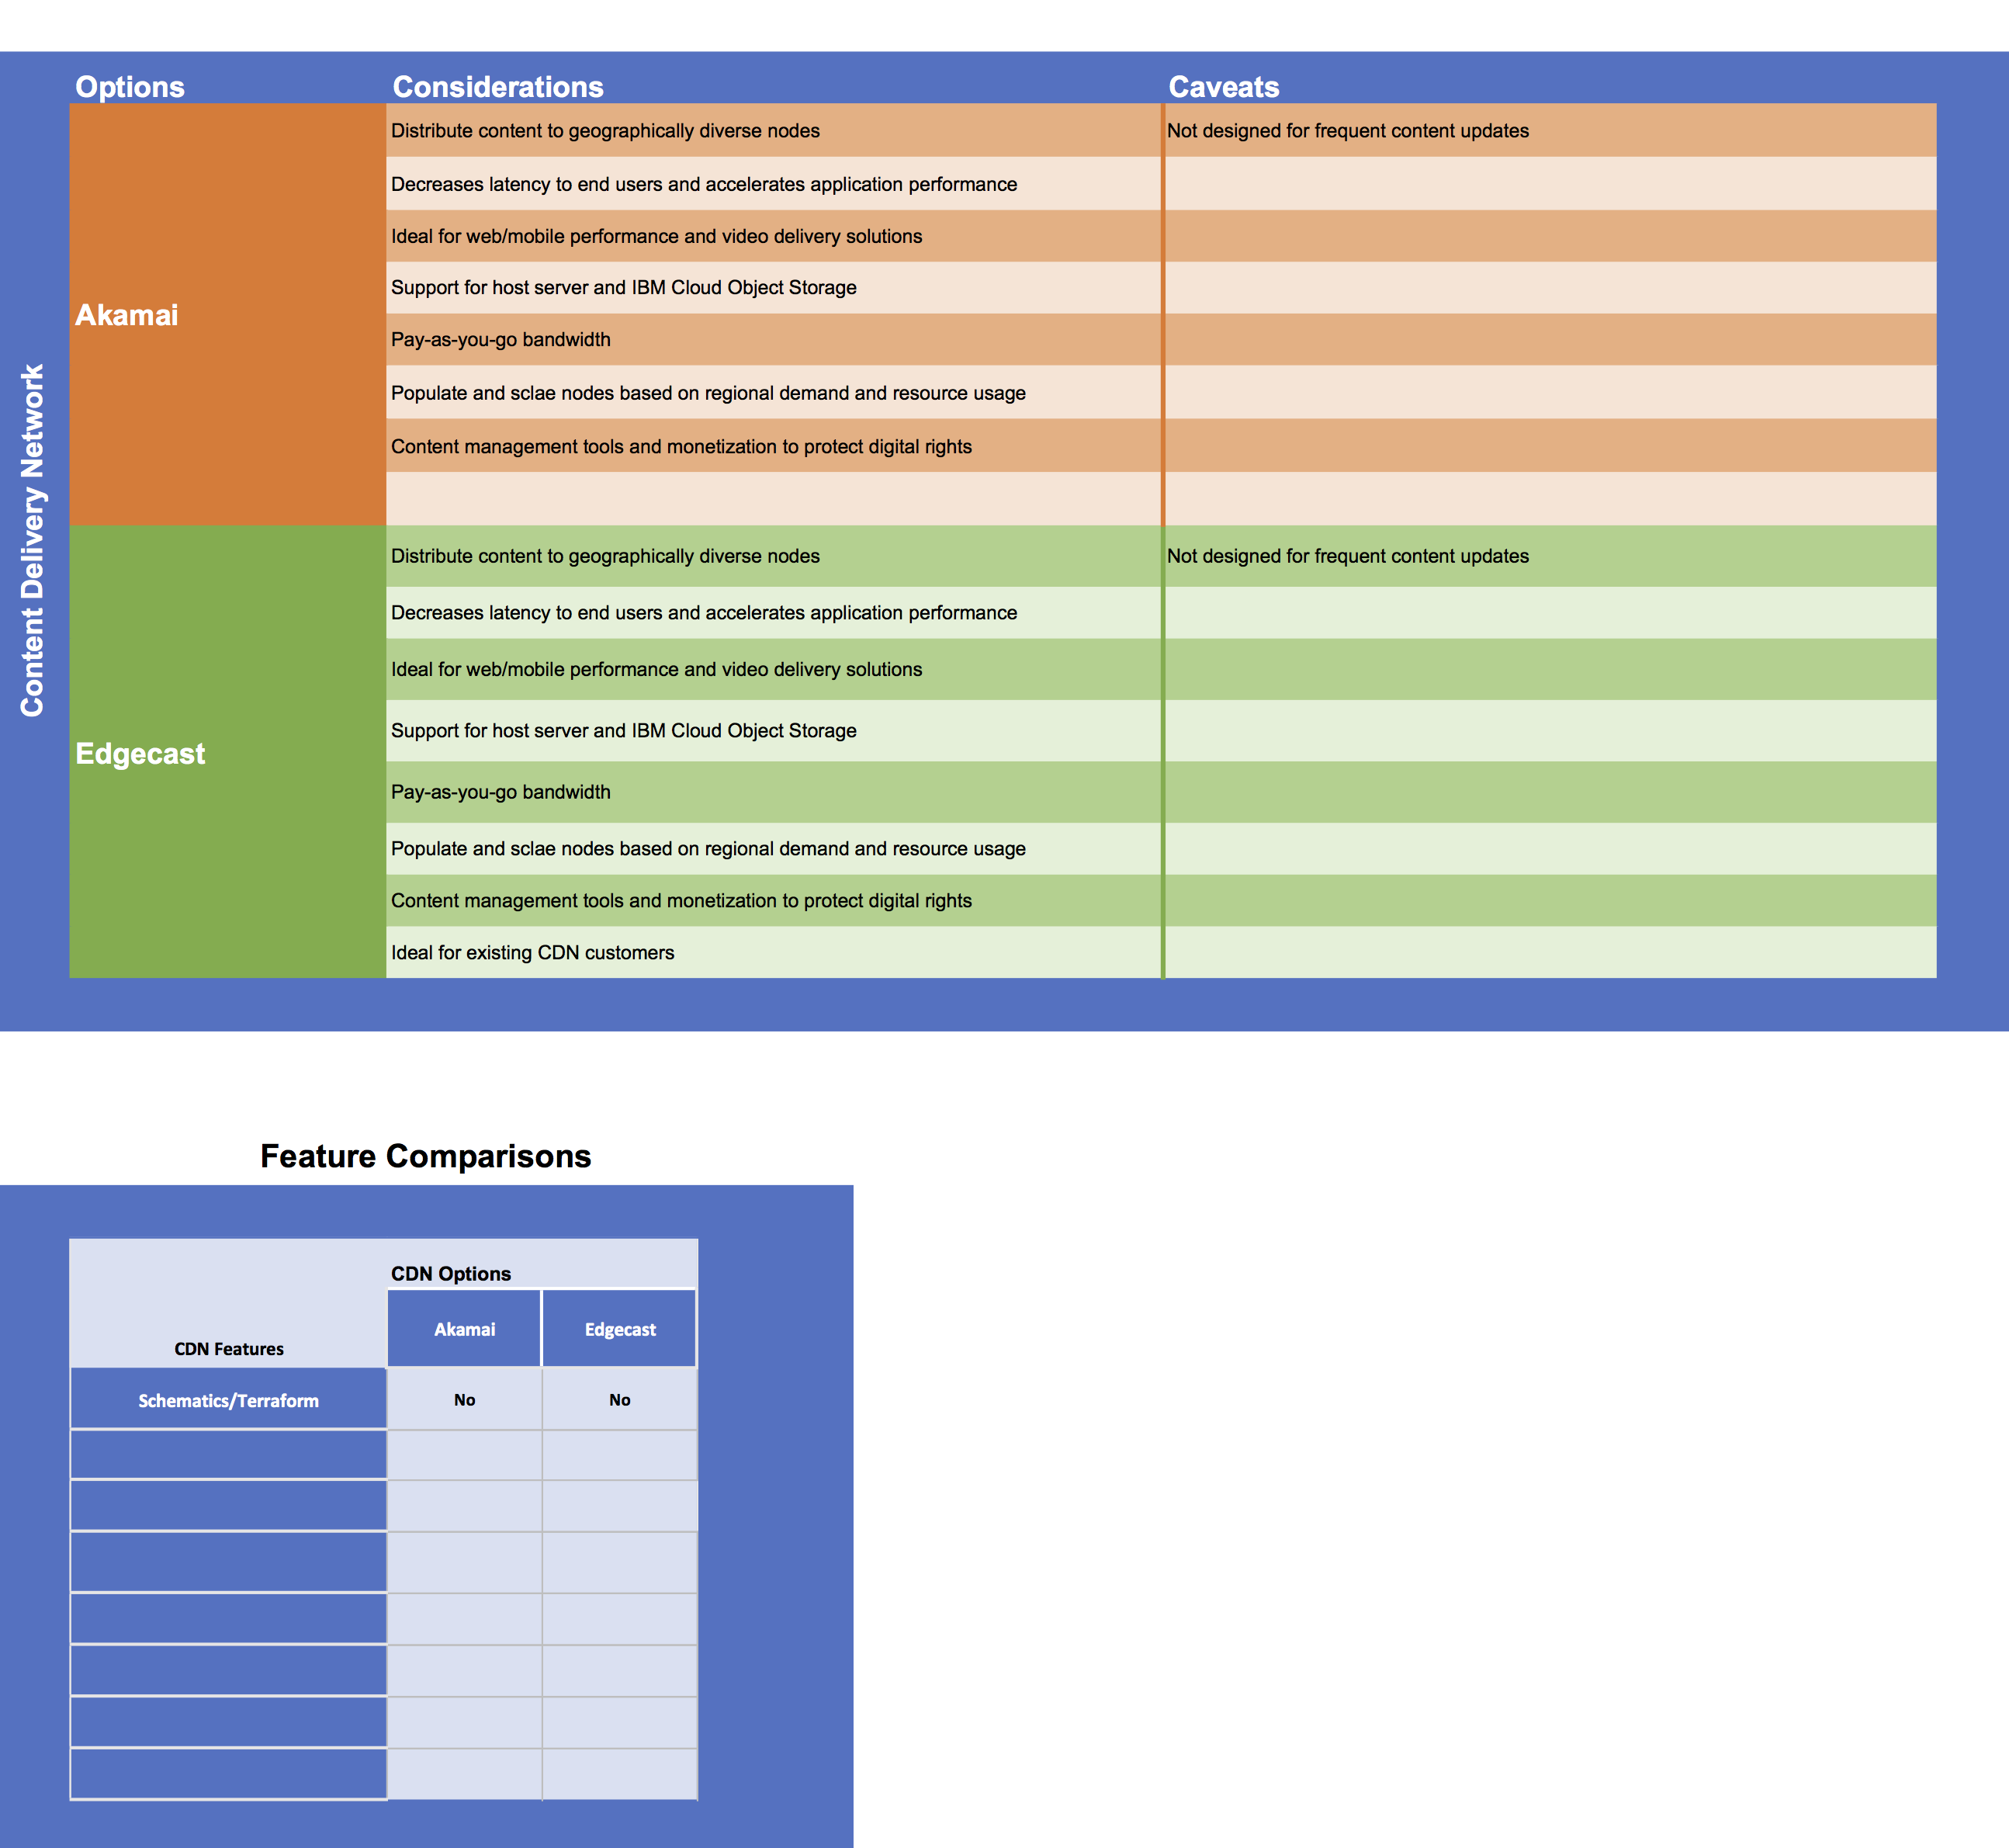 Options Considerations Caveats
Content Delivery Network
Akamai
Distribute content to geographically diverse nodes Not designed for frequent content updates
Decreases latency to end users and accelerates application performance
Ideal for web/mobile performance and video delivery solutions
Support for host server and IBM Cloud Object Storage
Pay-as-you-go bandwidth
Populate and sclae nodes based on regional demand and resource usage
Content management tools and monetization to protect digital rights
Edgecast
Distribute content to geographically diverse nodes Not designed for frequent content updates
Decreases latency to end users and accelerates application performance
Ideal for web/mobile performance and video delivery solutions
Support for host server and IBM Cloud Object Storage
Pay-as-you-go bandwidth
Populate and sclae nodes based on regional demand and resource usage
Content management tools and monetization to protect digital rights
Ideal for existing CDN customers
Feature Comparisons
CDN Options
Akamai Edgecast
CDN Features
Schematics/Terraform No No